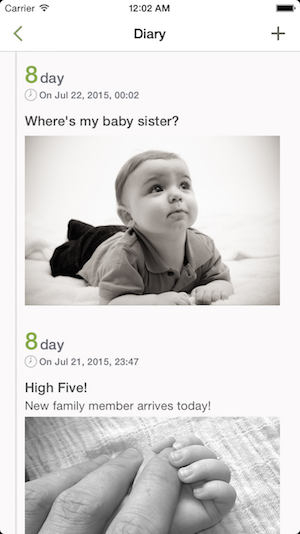 Carrier 12:02 AM
Diary
8 day
On Jul 22, 2015, 00:02
Where's my baby sister?
8 day
On Jul 21, 2015, 23:47
High Five!
New family member arrives today!